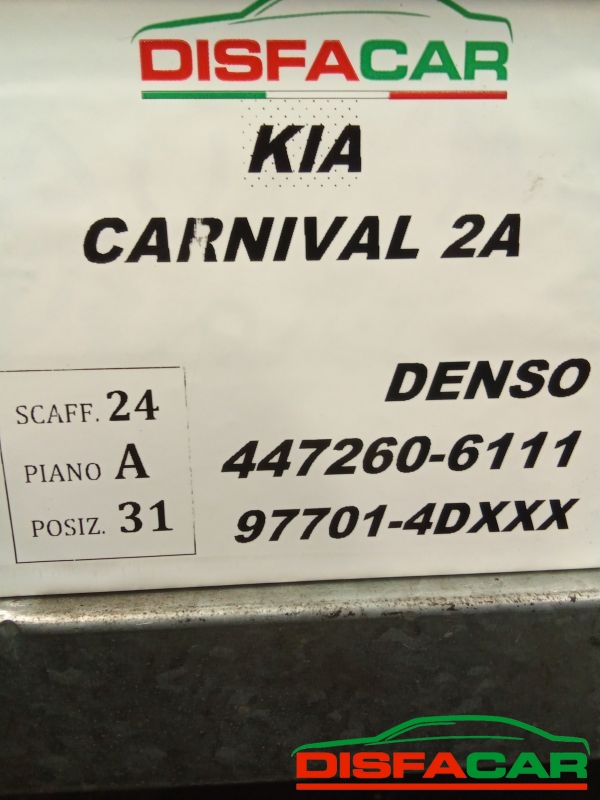 DISFACAR
KIA
CARNIVAL 2A
DENSO
SCAFF. 24
447260-6111
PIANO A
97701-4DXXX
POSIZ. 31
DISFACAR